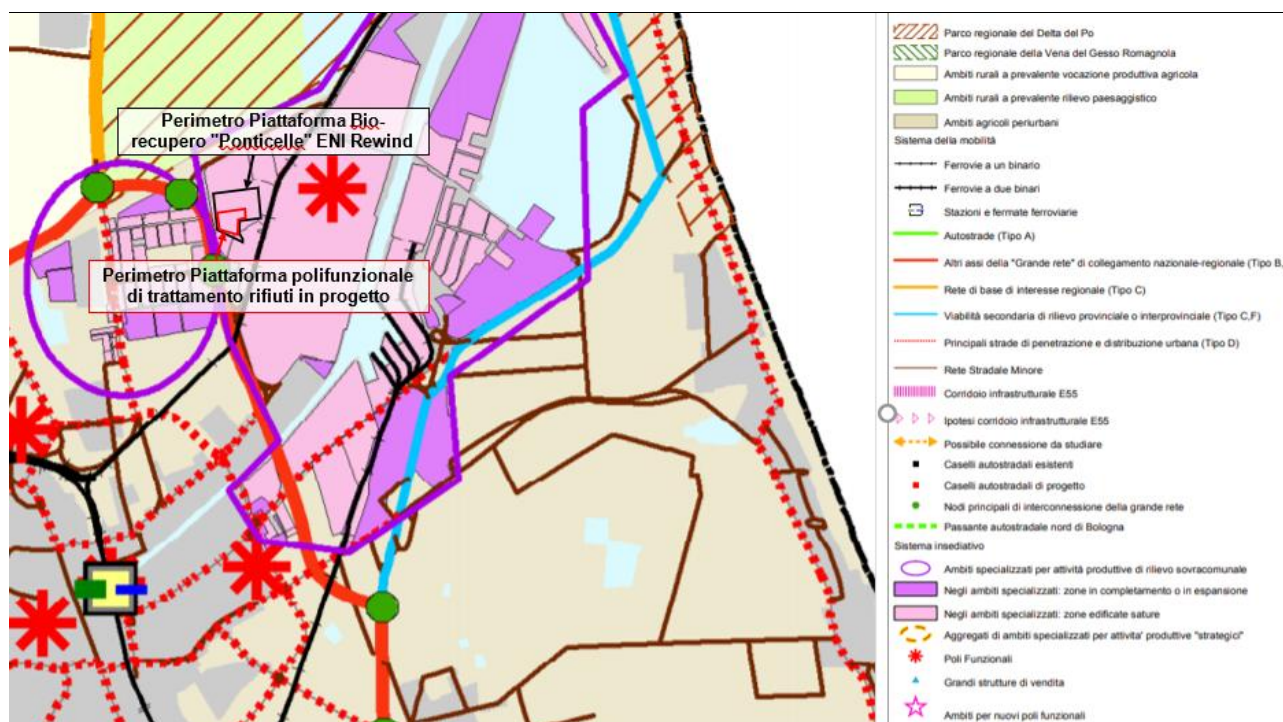 Perimetro Piattaforma Bio-
recupero "Ponticelle" ENI Rewind
Perimetro Piattaforma polifunzionale
di trattamento rifiuti in progetto
Parco regionale del Delta del Po
Parco regionale della Vena del Gesso Romagnola
Ambiti rurali a prevalente vocazione produttiva agricola
Ambiti rurali a prevalente rilievo paesaggistico
Ambiti agricoli periurbani
Sistema della mobilità
Ferrovie a un binario
Ferrovie a due binari
Stazioni e fermate ferroviarie
Autostrade (Tipo A)
Altri assi della "Grande rete" di collegamento nazionale-regionale (Tipo B,
Rete di base di interesse regionale (Tipo C)
Viabilità secondaria di rilievo provinciale o interprovinciale (Tipo C,F)
Principali strade di penetrazione e distribuzione urbana (Tipo D)
Rete Stradale Minore
Corridoio infrastrutturale E55
Ipotesi corridoio infrastrutturale E55
Possibile connessione da studiare
Caselli autostradali esistenti
Caselli autostradali di progetto
Nodi principali di interconnessione della grande rete
Passante autostradale nord di Bologna
Sistema insediativo
Ambiti specializzati per attività produttive di rilievo sovracomunale
Negli ambiti specializzati: zone in completamento o in espansione
Negli ambiti specializzati: zone edificate sature
Aggregati di ambiti specializzati per attivita' produttive "strategici"
Poli Funzionali
Grandi strutture di vendita
Ambiti per nuovi poli funzionali